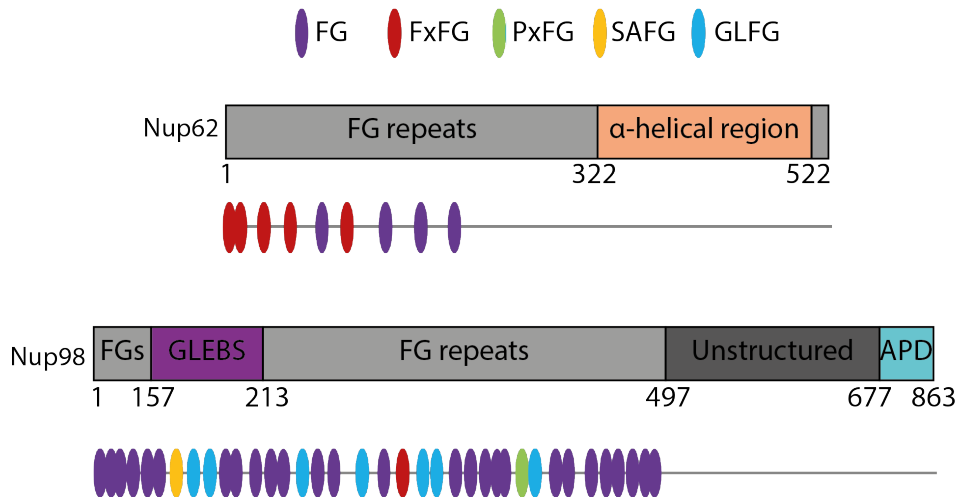 FG FxFG PxFG SAFG GLFG
Nup62 FG repeats α-helical region
1 322 522
Nup98 FGs GLEBS FG repeats Unstructured APD
1 157 213 497 677 863